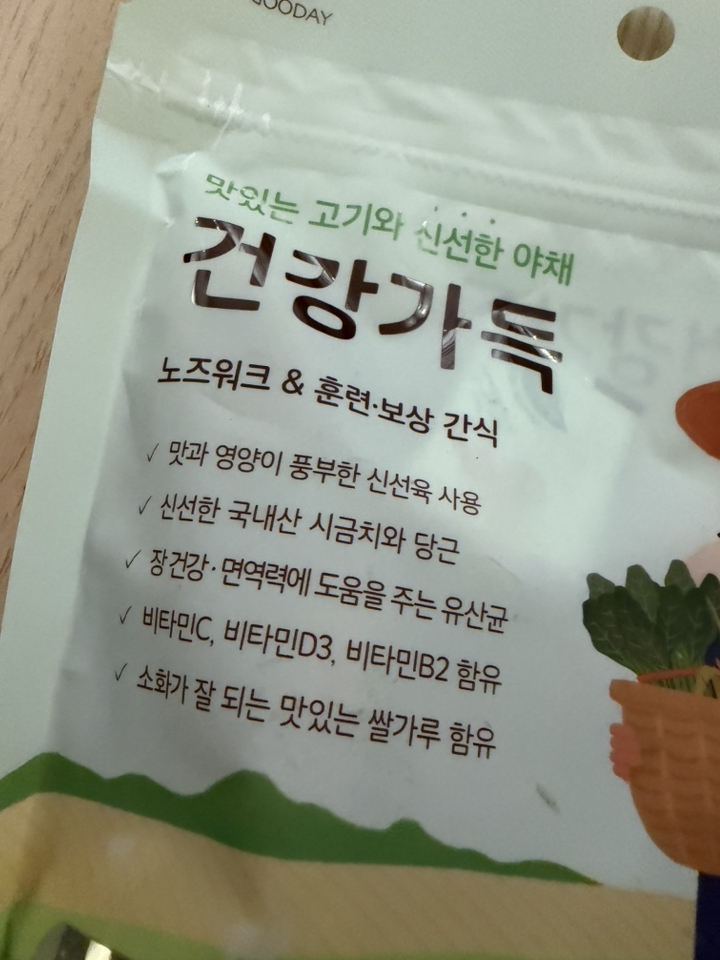 GOODAY
맛있는 고기와 신선한 야채
건강가득
노즈워크 & 훈련·보상 간식
✓ 맛과 영양이 풍부한 신선육 사용
✓ 신선한 국내산 시금치와 당근
✓ 장건강·면역력에 도움을 주는 유산균
✓ 비타민C, 비타민D3, 비타민B2 함유
✓ 소화가 잘 되는 맛있는 쌀가루 함유